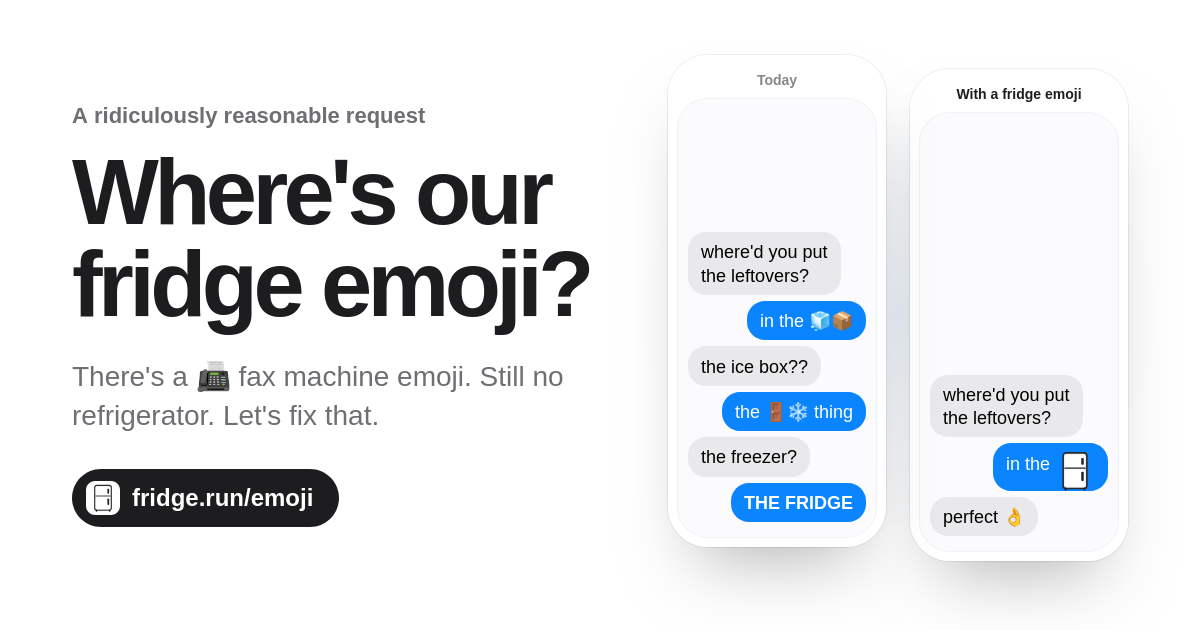 A ridiculously reasonable request
Where's our
fridge emoji?
There's a 📠 fax machine emoji. Still no
refrigerator. Let's fix that.
fridge.run/emoji
Today
where'd you put
the leftovers?
in the 🧊📦
the ice box??
the 🚪❄️ thing
the freezer?
THE FRIDGE
With a fridge emoji
where'd you put
the leftovers?
in the
perfect 👌